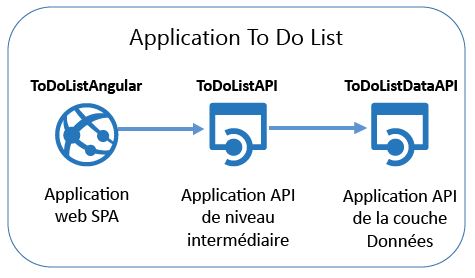 Application To Do List
ToDoListAngular
ToDoListAPI
ToDoListDataAPI
Application
web SPA
Application API
de niveau
intermédiaire
Application API
de la couche
Données